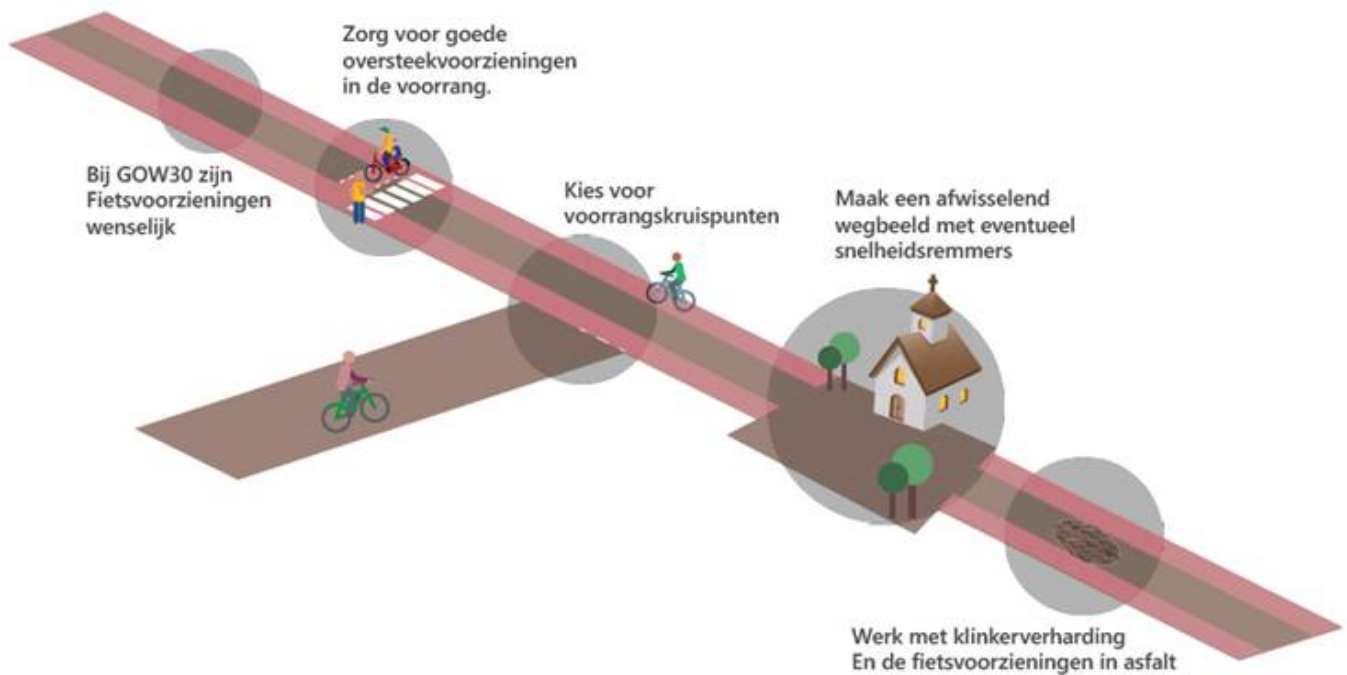 Zorg voor goede
oversteekvoorzieningen
in de voorrang.
Bij GOW30 zijn
Fietsvoorzieningen
wenselijk
Kies voor
voorrangskruispunten
Maak een afwisselend
wegbeeld met eventueel
snelheidsremmers
Werk met klinkerverharding
En de fietsvoorzieningen in asfalt